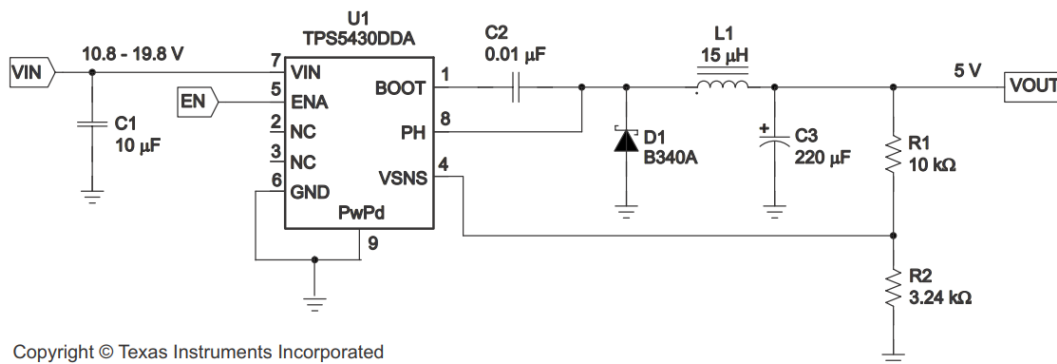 U1
TPS5430DDA
C2
0.01 µF
L1
15 µH
10.8 - 19.8 V
5 V
VIN
7
VIN
BOOT
1
VOUT
EN
5
ENA
C1
10 µF
2
NC
PH
8
D1
B340A
+
C3
220 µF
R1
10 kΩ
3
NC
VSNS
4
6
GND
PwPd
9
R2
3.24 kΩ
Copyright © Texas Instruments Incorporated